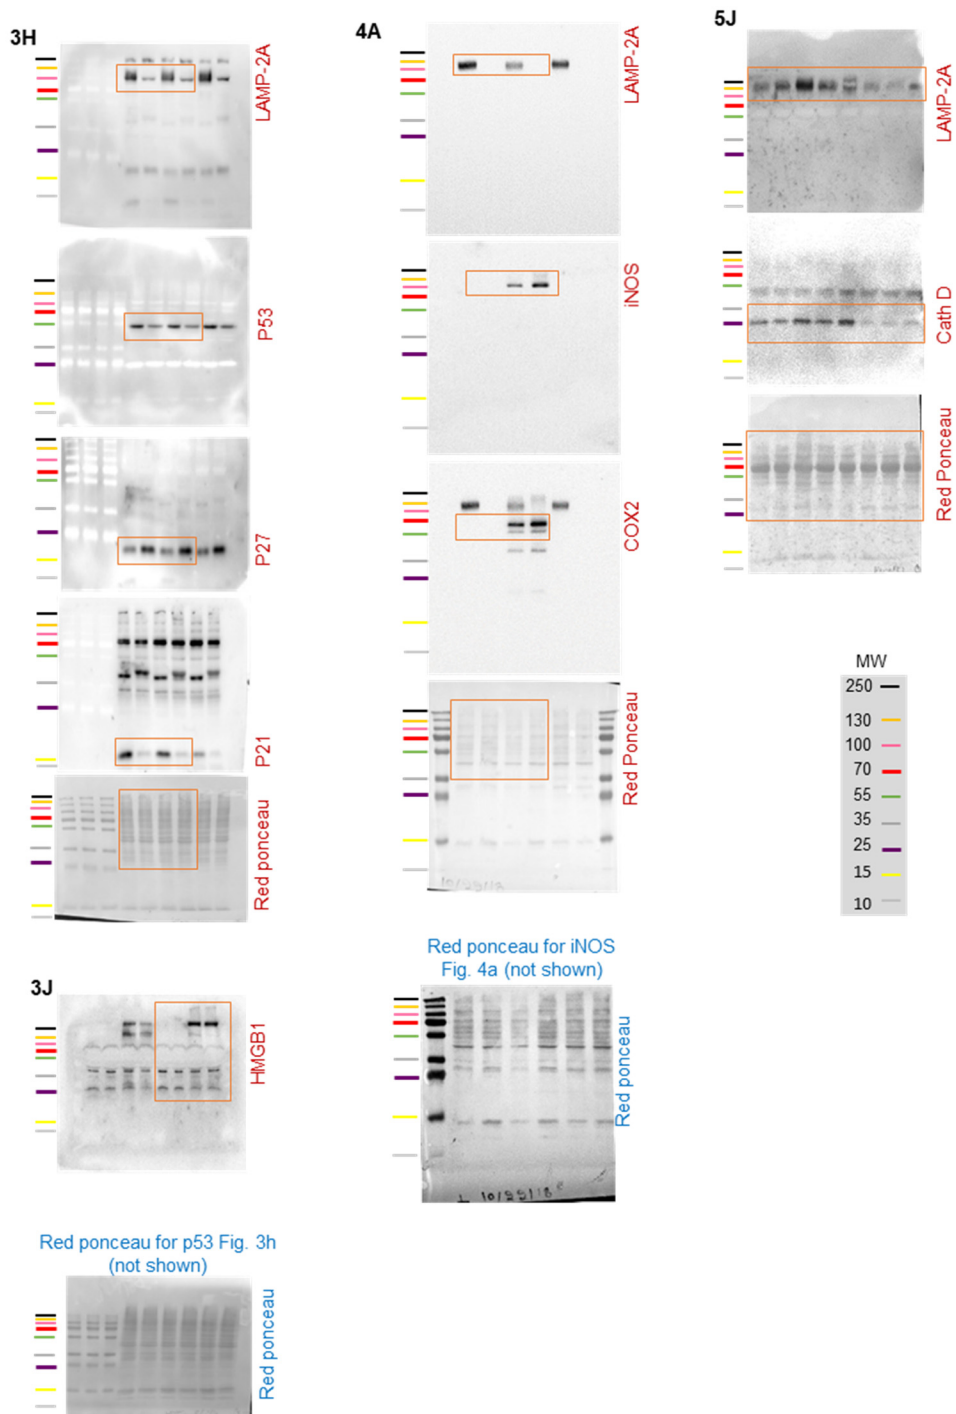 3H
LAMP-2A
P53
P27
P21
Red ponceau
3J
HMGB1
Red ponceau for p53 Fig. 3h
(not shown)
Red ponceau
4A
LAMP-2A
iNOS
COX2
Red Ponceau
Red ponceau for iNOS
Fig. 4a (not shown)
Red ponceau
5J
LAMP-2A
Cath D
Red Ponceau
MW
250
130
100
70
55
35
25
15
10